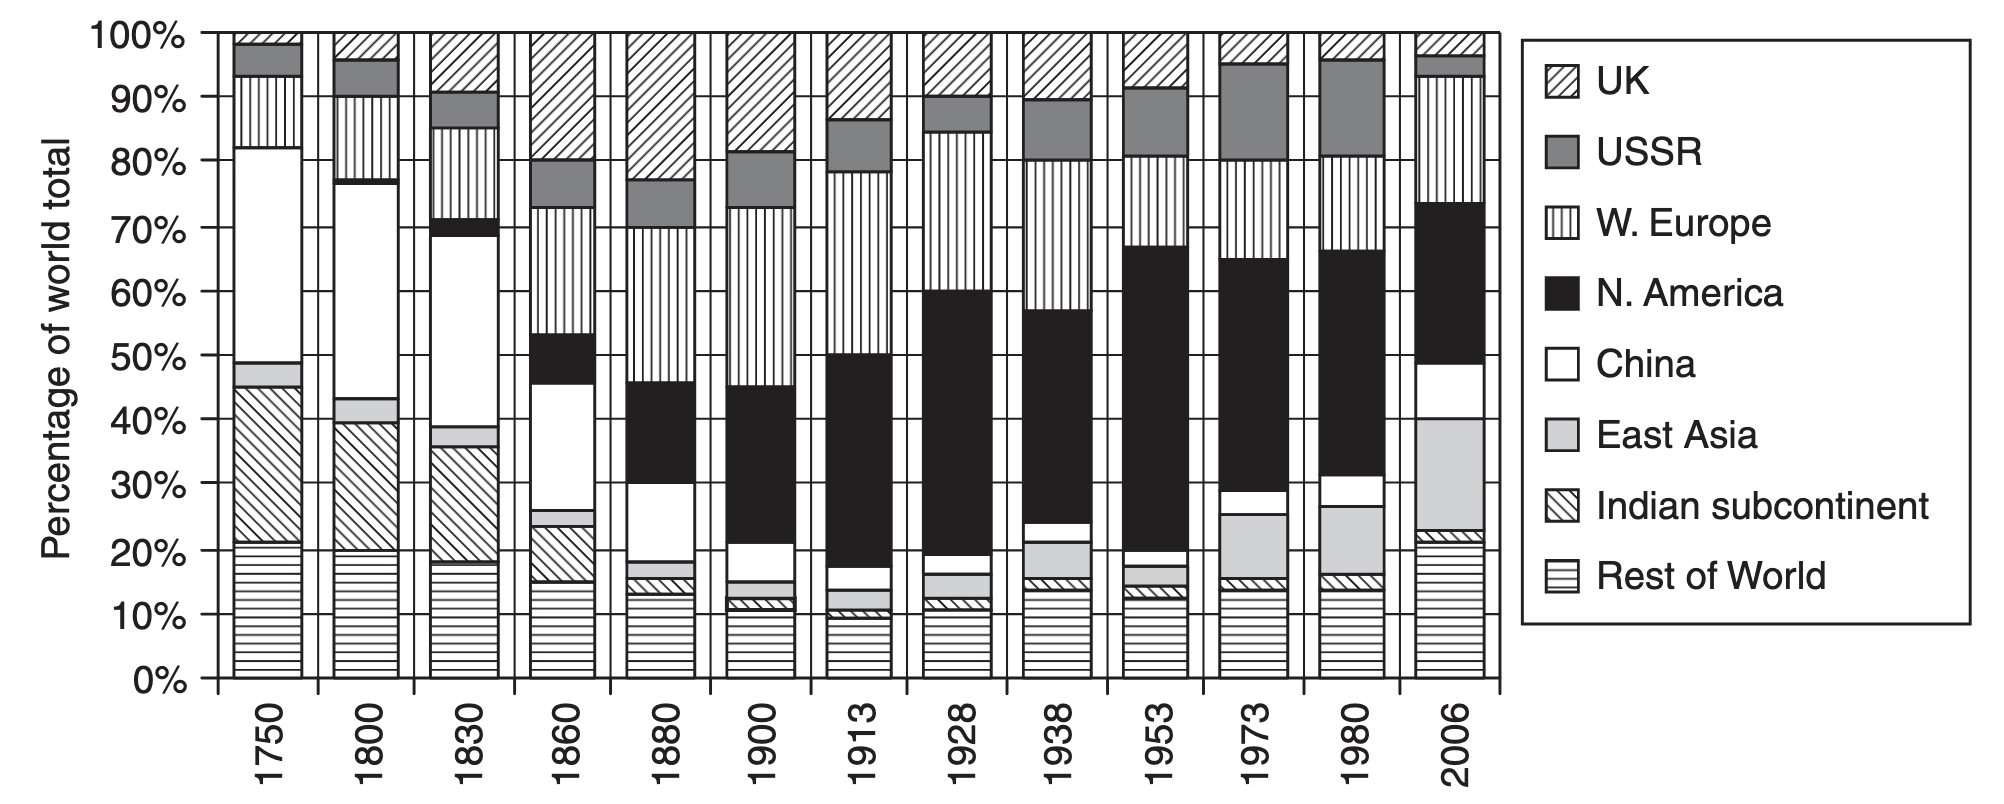 Percentage of world total
100%
90%
80%
70%
60%
50%
40%
30%
20%
10%
0%
1750
1800
1830
1860
1880
1900
1913
1928
1938
1953
1973
1980
2006
UK
USSR
W. Europe
N. America
China
East Asia
Indian subcontinent
Rest of World